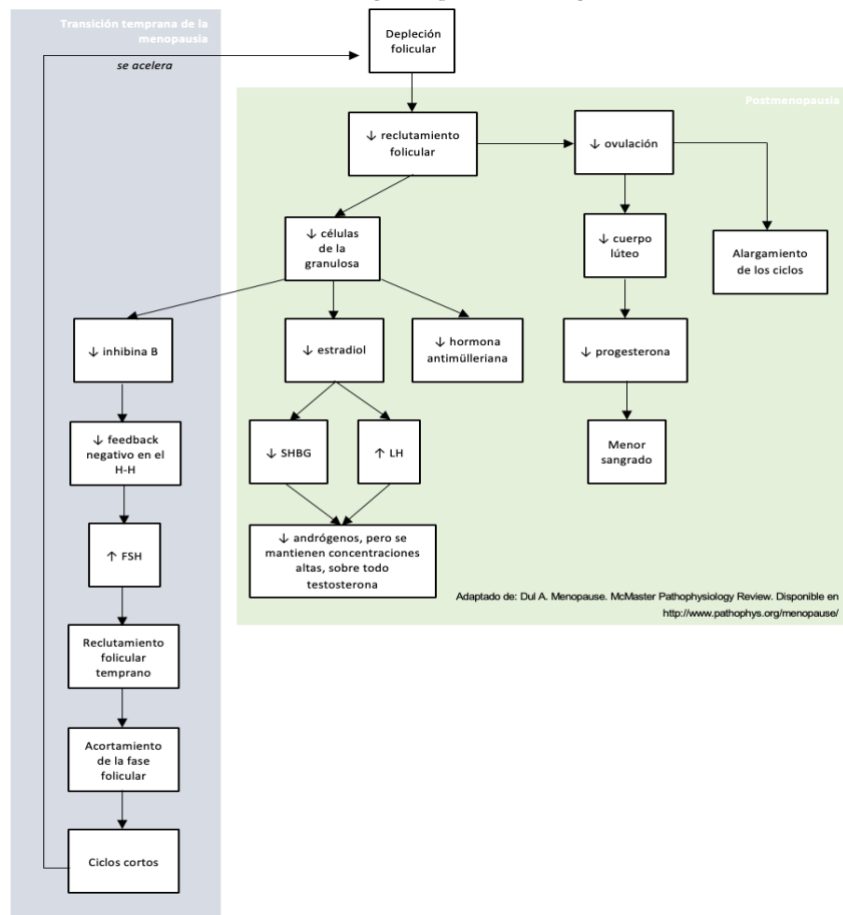 Transición temprana de la
menopausia
se acelera
Depleción
folicular
Postmenopausia
↓ reclutamiento
folicular
↓ ovulación
↓ células
de la
granulosa
↓ cuerpo
lúteo
Alargamiento
de los ciclos
↓ inhibina B
↓ estradiol
↓ hormona
antimülleriana
↓ progesterona
↓ feedback
negativo en el
H-H
↓ SHBG
↑ LH
Menor
sangrado
↑ FSH
↓ andrógenos, pero se
mantienen concentraciones
altas, sobre todo
testosterona
Adaptado de: Dul A. Menopause. McMaster Pathophysiology Review. Disponible en
http://www.pathophys.org/menopause/
Reclutamiento
folicular
temprano
Acortamiento
de la fase
folicular
Ciclos cortos